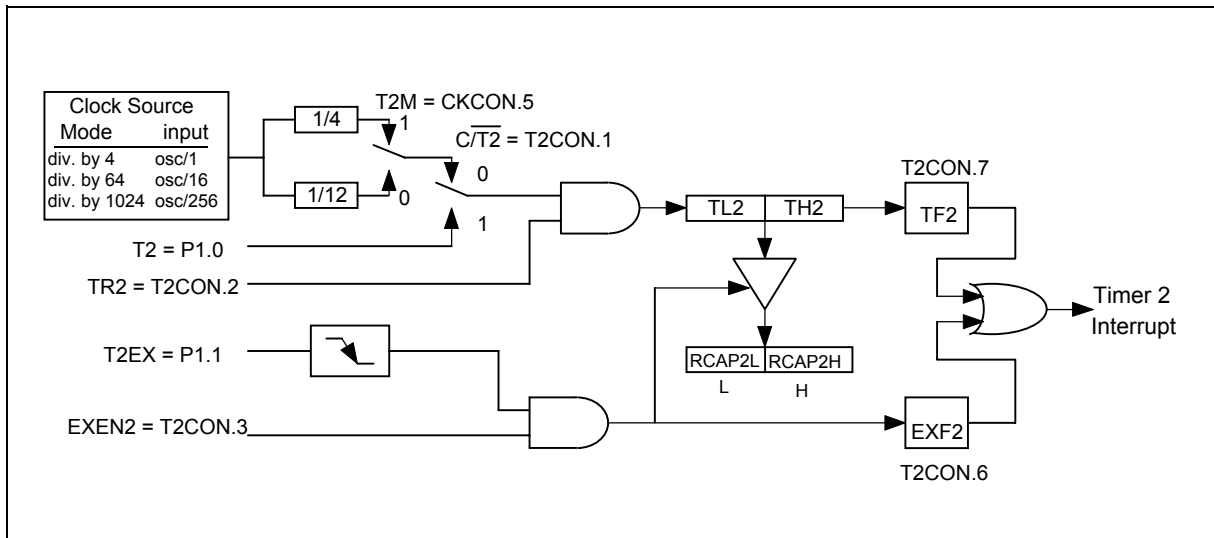 Clock Source
Mode input
div. by 4 osc/1
div. by 64 osc/16
div. by 1024 osc/256
1/4
1/12
T2M = CKCON.5
1
0
C/T2 = T2CON.1
0
1
T2 = P1.0
TR2 = T2CON.2
TL2 TH2
T2CON.7
TF2
Timer 2
Interrupt
T2EX = P1.1
RCAP2L RCAP2H
L H
EXEN2 = T2CON.3
EXF2
T2CON.6